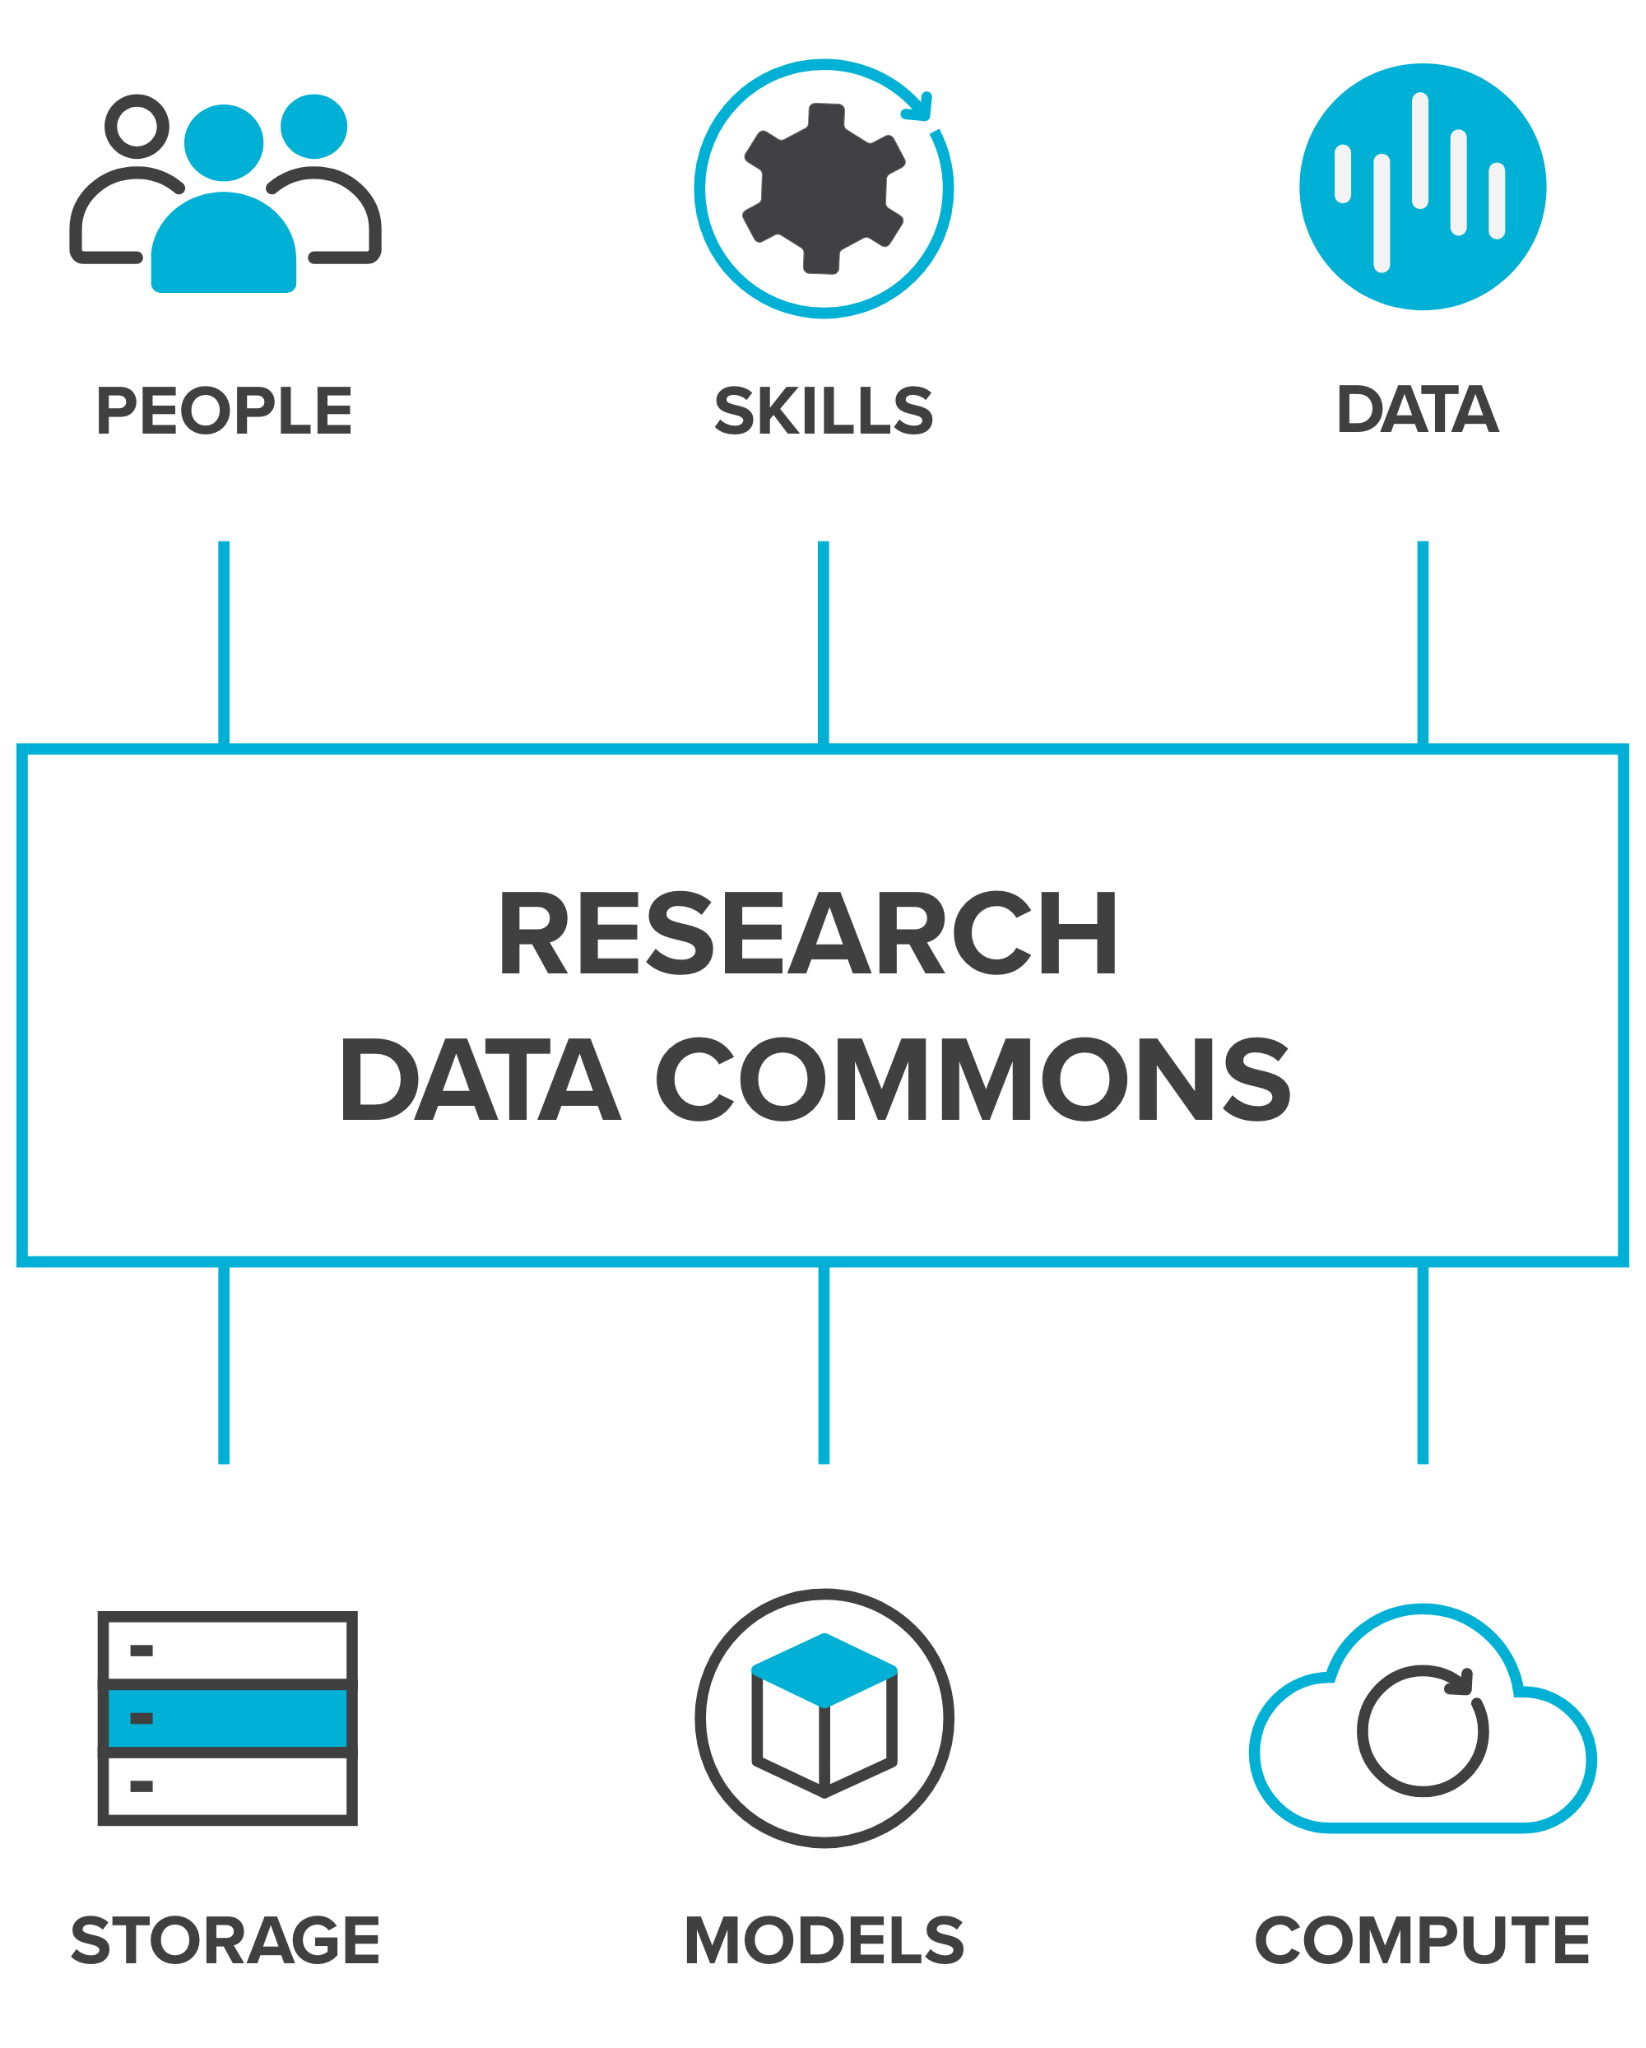 PEOPLE
SKILLS
DATA
RESEARCH
DATA COMMONS
STORAGE
MODELS
COMPUTE